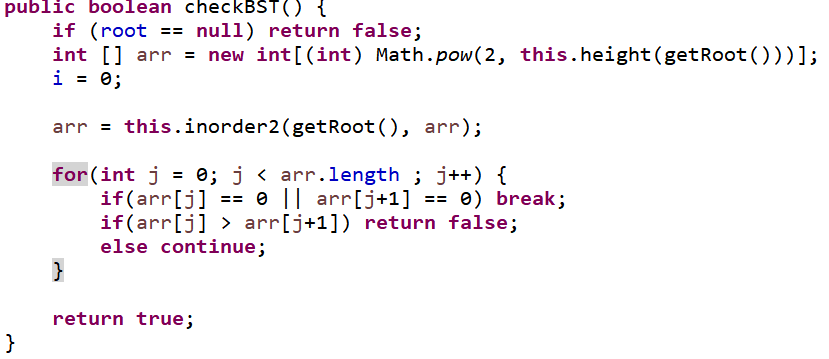 public boolean checkBST() {
    if (root == null) return false;
    int [] arr = new int[(int) Math.pow(2, this.height(getRoot()))];
    i = 0;

    arr = this.inorder2(getRoot(), arr);

    for(int j = 0; j < arr.length ; j++) {
        if(arr[j] == 0 || arr[j+1] == 0) break;
        if(arr[j] > arr[j+1]) return false;
        else continue;
    }

    return true;
}